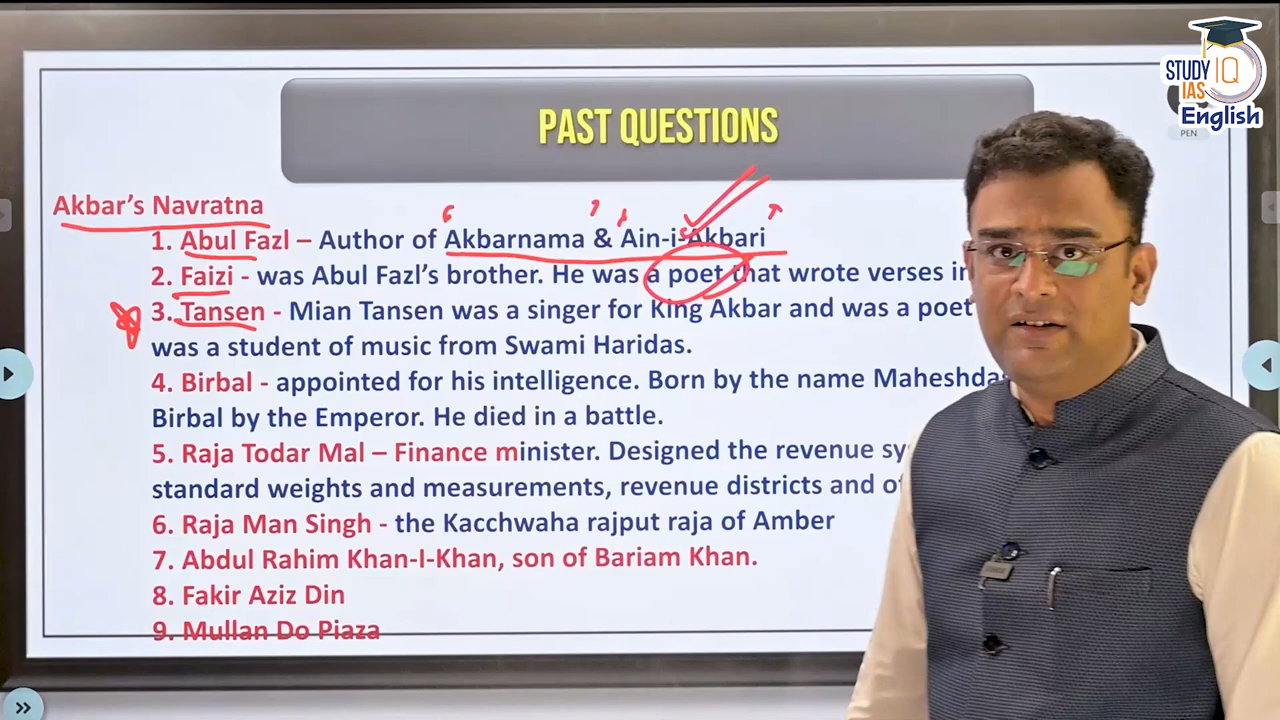 STUDY IQ
IAS
English
PEN
PAST QUESTIONS
Akbar's Navratna
1. Abul Fazl – Author of Akbarnama & Ain-i-Akbari
2. Faizi - was Abul Fazl's brother. He was a poet that wrote verses in
3. Tansen - Mian Tansen was a singer for King Akbar and was a poet
was a student of music from Swami Haridas.
4. Birbal - appointed for his intelligence. Born by the name
Birbal by the Emperor. He died in a battle.
5. Raja Todar Mal – Finance minister. Designed the revenue
standard weights and measurements, revenue districts and
6. Raja Man Singh - the Kacchwaha rajput raja of Amber
7. Abdul Rahim Khan-I-Khan, son of Bariam Khan.
8. Fakir Aziz Din
9. Mullan Do Piaza